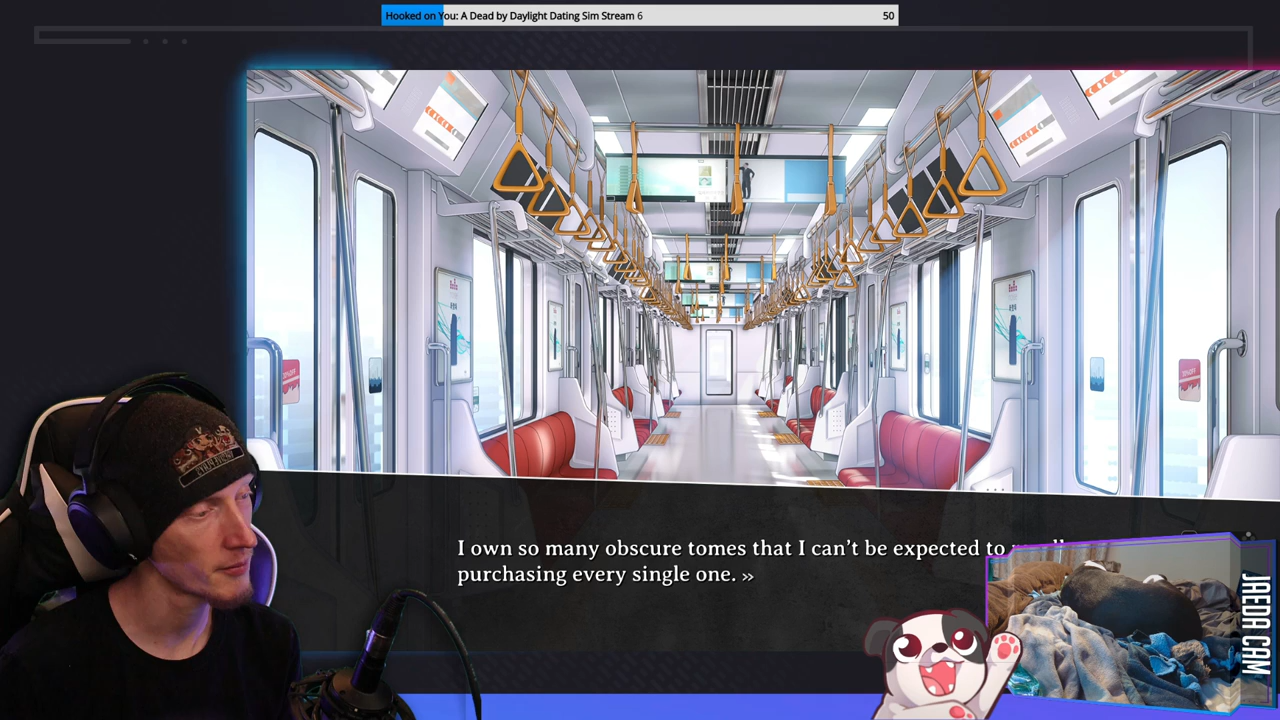 Hooked on You: A Dead by Daylight Dating Sim Stream 6
50
I own so many obscure tomes that I can't be expected to
purchasing every single one. »
JAEDA CAM